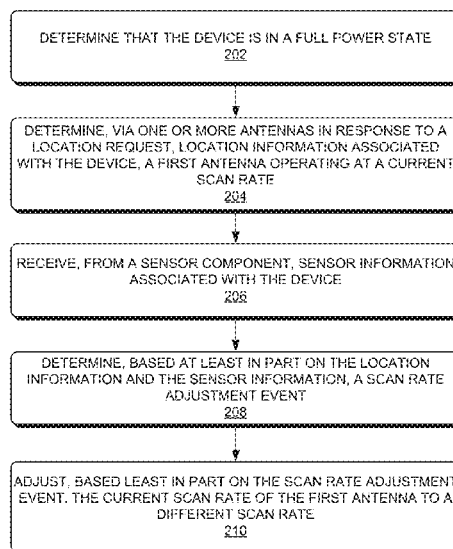 DETERMINE THAT THE DEVICE IS IN A FULL POWER STATE
202
DETERMINE, VIA ONE OR MORE ANTENNAS IN RESPONSE TO A
LOCATION REQUEST, LOCATION INFORMATION ASSOCIATED
WITH THE DEVICE, A FIRST ANTENNA OPERATING AT A CURRENT
SCAN RATE
204
RECEIVE, FROM A SENSOR COMPONENT, SENSOR INFORMATION
ASSOCIATED WITH THE DEVICE
206
DETERMINE, BASED AT LEAST IN PART ON THE LOCATION
INFORMATION AND THE SENSOR INFORMATION, A SCAN RATE
ADJUSTMENT EVENT
208
ADJUST, BASED LEAST IN PART ON THE SCAN RATE ADJUSTMENT
EVENT, THE CURRENT SCAN RATE OF THE FIRST ANTENNA TO A
DIFFERENT SCAN RATE
210